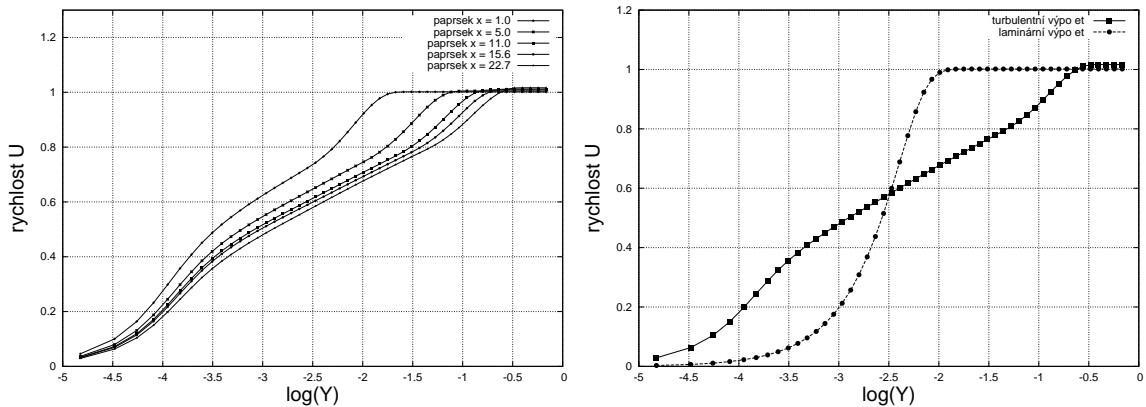 1.2
1
0.8
0.6
0.4
0.2
0
-5 -4.5 -4 -3.5 -3 -2.5 -2 -1.5 -1 -0.5 0
rychlost U
log(Y)
paprsek x = 1.0
paprsek x = 5.0
paprsek x = 11.0
paprsek x = 15.6
paprsek x = 22.7
1.2
1
0.8
0.6
0.4
0.2
0
-5 -4.5 -4 -3.5 -3 -2.5 -2 -1.5 -1 -0.5 0
rychlost U
log(Y)
turbulentní výpo et
laminární výpo et